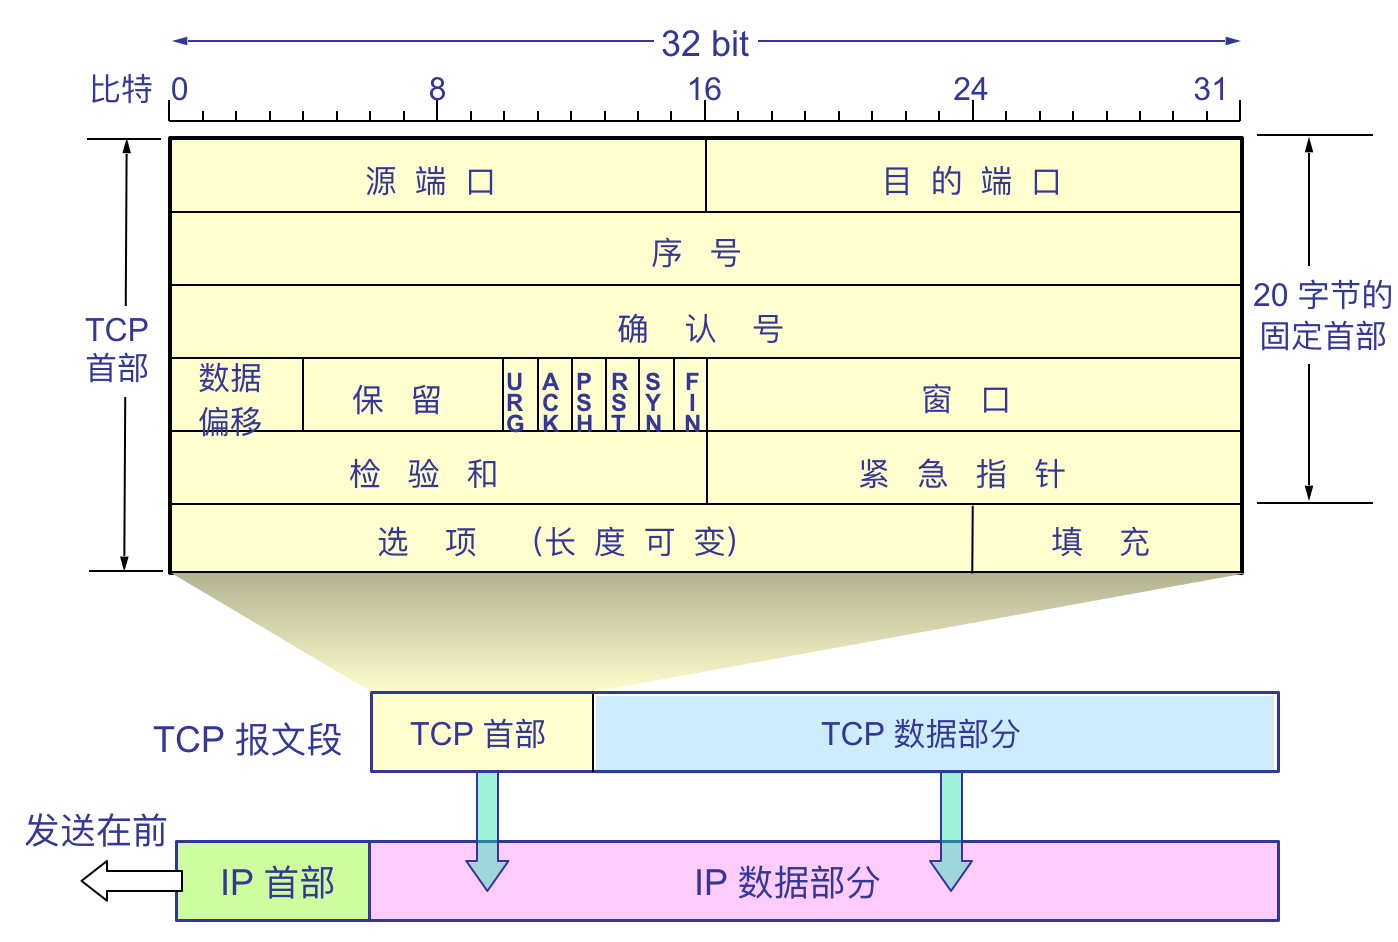 32 bit
比特 0 8 16 24 31
源端口 目的端口
序号
确认号
TCP
首部
20 字节的
固定首部
数据
偏移
保留
URG
ACK
PSH
RST
SYN
FIN
窗口
检验和 紧急指针
选项 (长度可变) 填充
TCP 报文段 TCP 首部 TCP 数据部分
发送在前
IP 首部 IP 数据部分